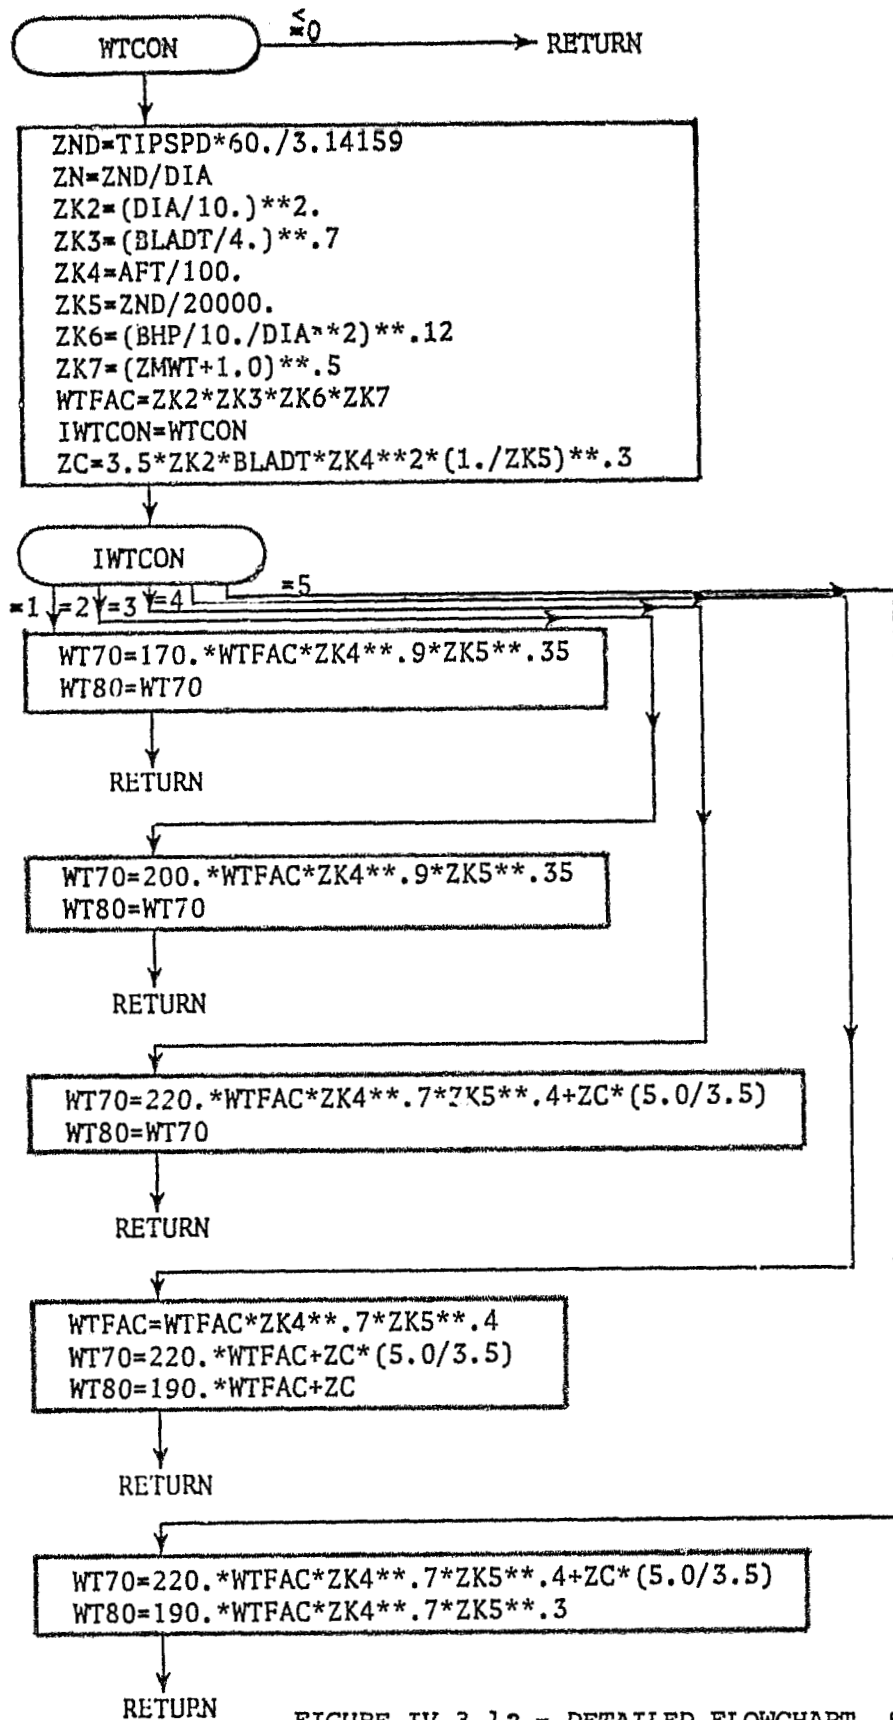 WTCON
≤0
RETURN
ZND=TIPSPD*60./3.14159
ZN=ZND/DIA
ZK2=(DIA/10.)**2.
ZK3=(BLADT/4.)**.7
ZK4=AFT/100.
ZK5=ZND/20000.
ZK6=(BHP/10./DIA**2)**.12
ZK7=(ZMWT+1.0)**.5
WTFAC=ZK2*ZK3*ZK6*ZK7
IWTCON=WTCON
ZC=3.5*ZK2*BLADT*ZK4**2*(1./ZK5)**.3
IWTCON
=1 =2 =3 =4 =5
WT70=170.*WTFAC*ZK4**.9*ZK5**.35
WT80=WT70
RETURN
WT70=200.*WTFAC*ZK4**.9*ZK5**.35
WT80=WT70
RETURN
WT70=220.*WTFAC*ZK4**.7*ZK5**.4+ZC*(5.0/3.5)
WT80=WT70
RETURN
WTFAC=WTFAC*ZK4**.7*ZK5**.4
WT70=220.*WTFAC+ZC*(5.0/3.5)
WT80=190.*WTFAC+ZC
RETURN
WT70=220.*WTFAC*ZK4**.7*ZK5**.4+ZC*(5.0/3.5)
WT80=190.*WTFAC*ZK4**.7*ZK5**.3
RETURN
DETAILED FLOWCHART